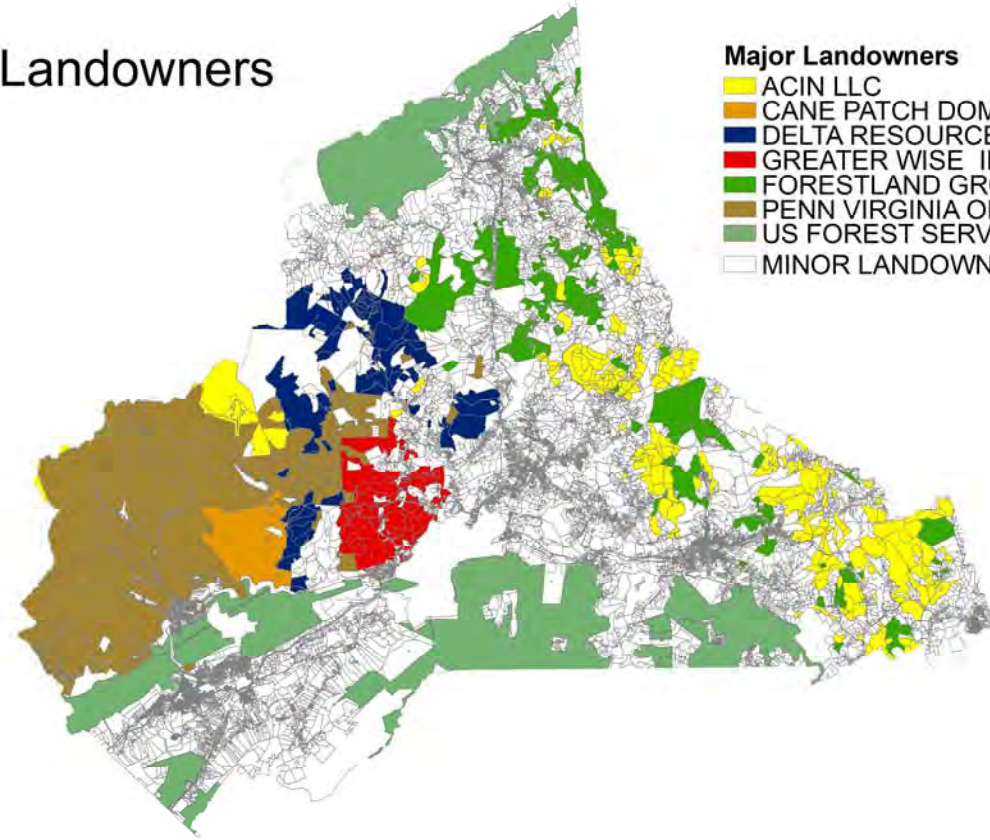 Landowners
Major Landowners
ACIN LLC
CANE PATCH DOM
DELTA RESOURCE
GREATER WISE I
FORESTLAND GR
PENN VIRGINIA O
US FOREST SERV
MINOR LANDOWN